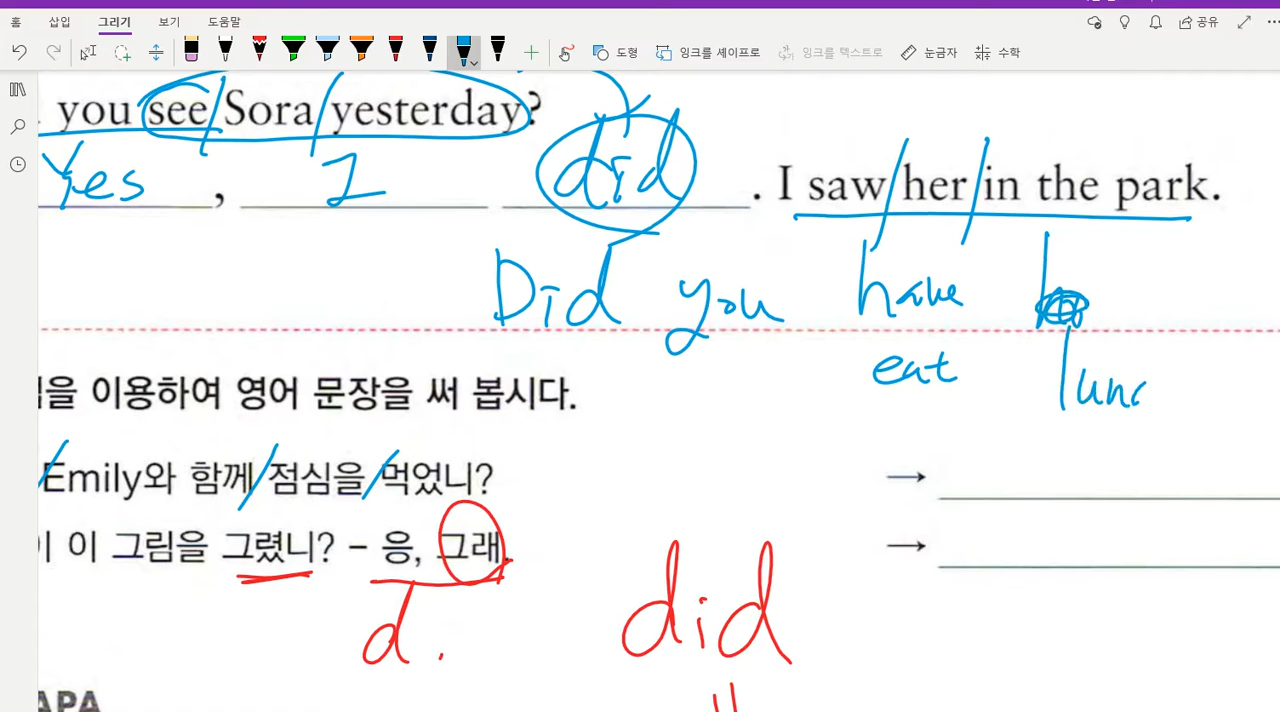 홈 삽입 그리기 보기 도움말 공유
도형 잉크를 셰이프로 잉크를 텍스트로 눈금자 수학
you see / Sora / yesterday?
Yes , I did . I saw / her / in the park.
Did you have
eat lunc
을 이용하여 영어 문장을 써 봅시다.
Emily와 함께 / 점심을 / 먹었니? →
이 그림을 그렸니? – 응, 그래. →
d. did
APA